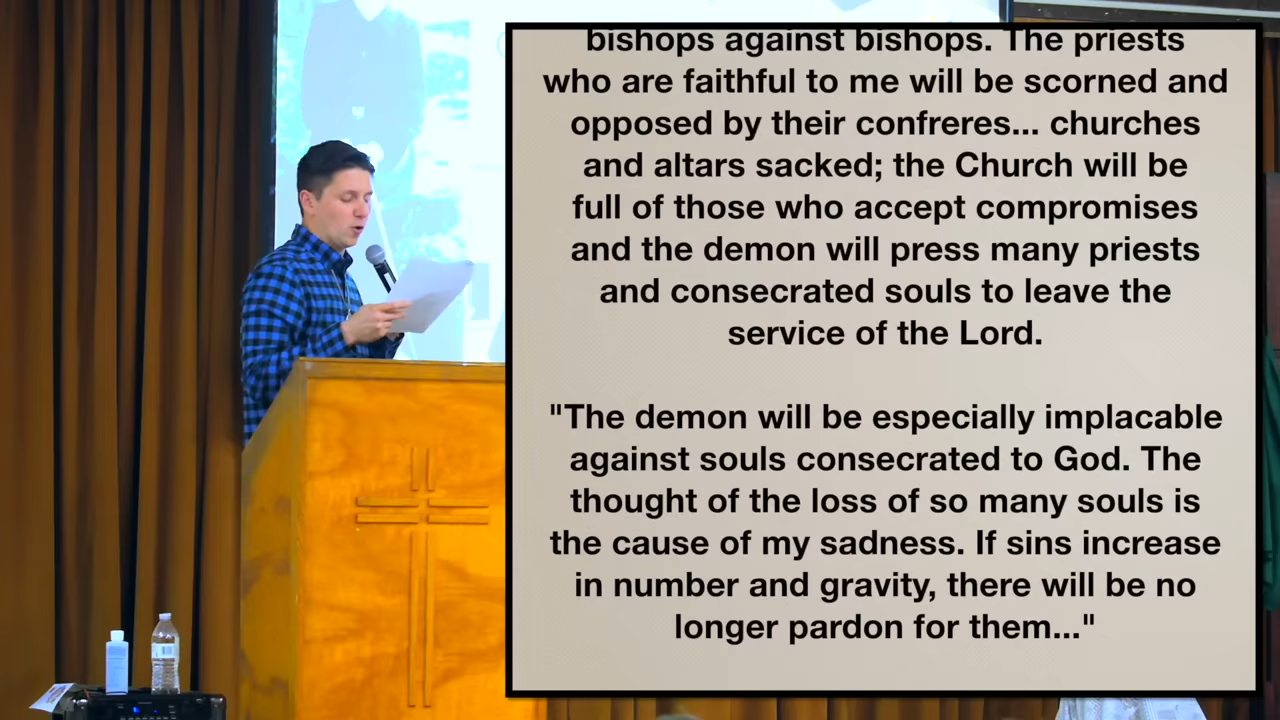 bishops against bishops. The priests
who are faithful to me will be scorned and
opposed by their confreres... churches
and altars sacked; the Church will be
full of those who accept compromises
and the demon will press many priests
and consecrated souls to leave the
service of the Lord.
"The demon will be especially implacable
against souls consecrated to God. The
thought of the loss of so many souls is
the cause of my sadness. If sins increase
in number and gravity, there will be no
longer pardon for them..."